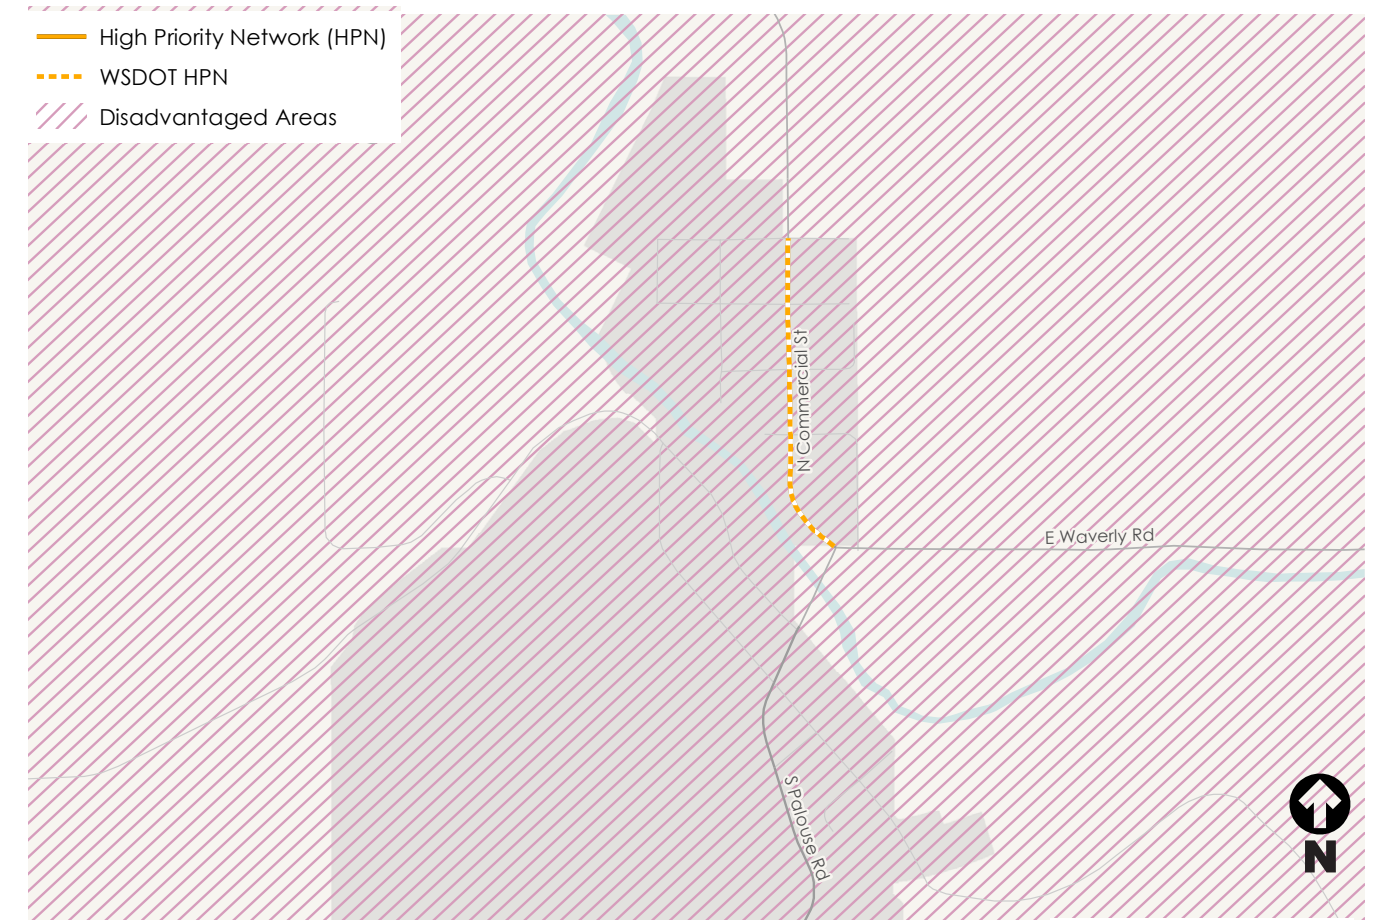 High Priority Network (HPN)
WSDOT HPN
Disadvantaged Areas
N Commercial St
E Waverly Rd
S Palouse Rd
N